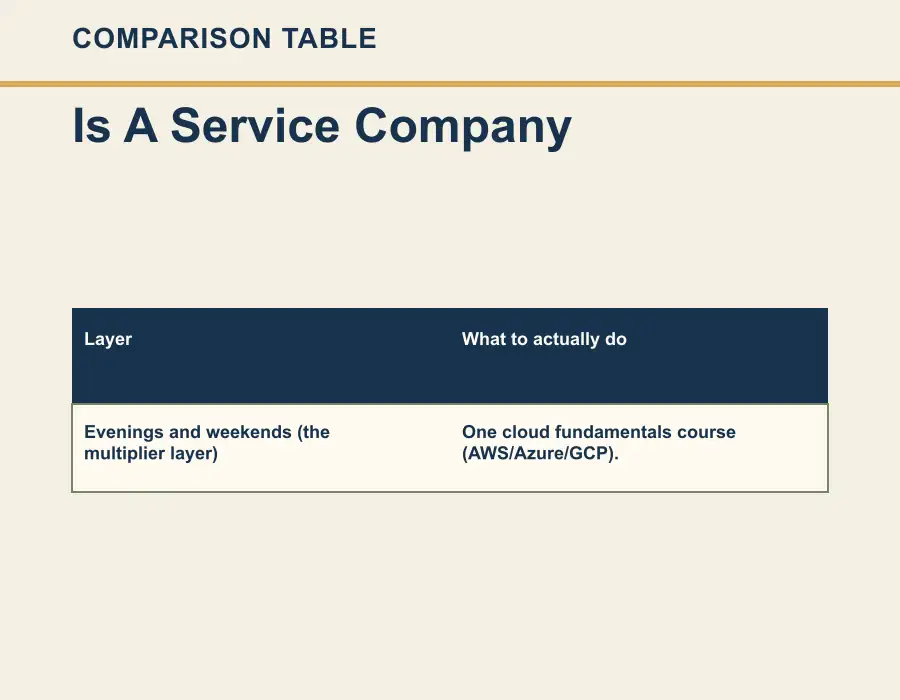 COMPARISON TABLE
Is A Service Company
Layer
What to actually do
Evenings and weekends (the
multiplier layer)
One cloud fundamentals course
(AWS/Azure/GCP).